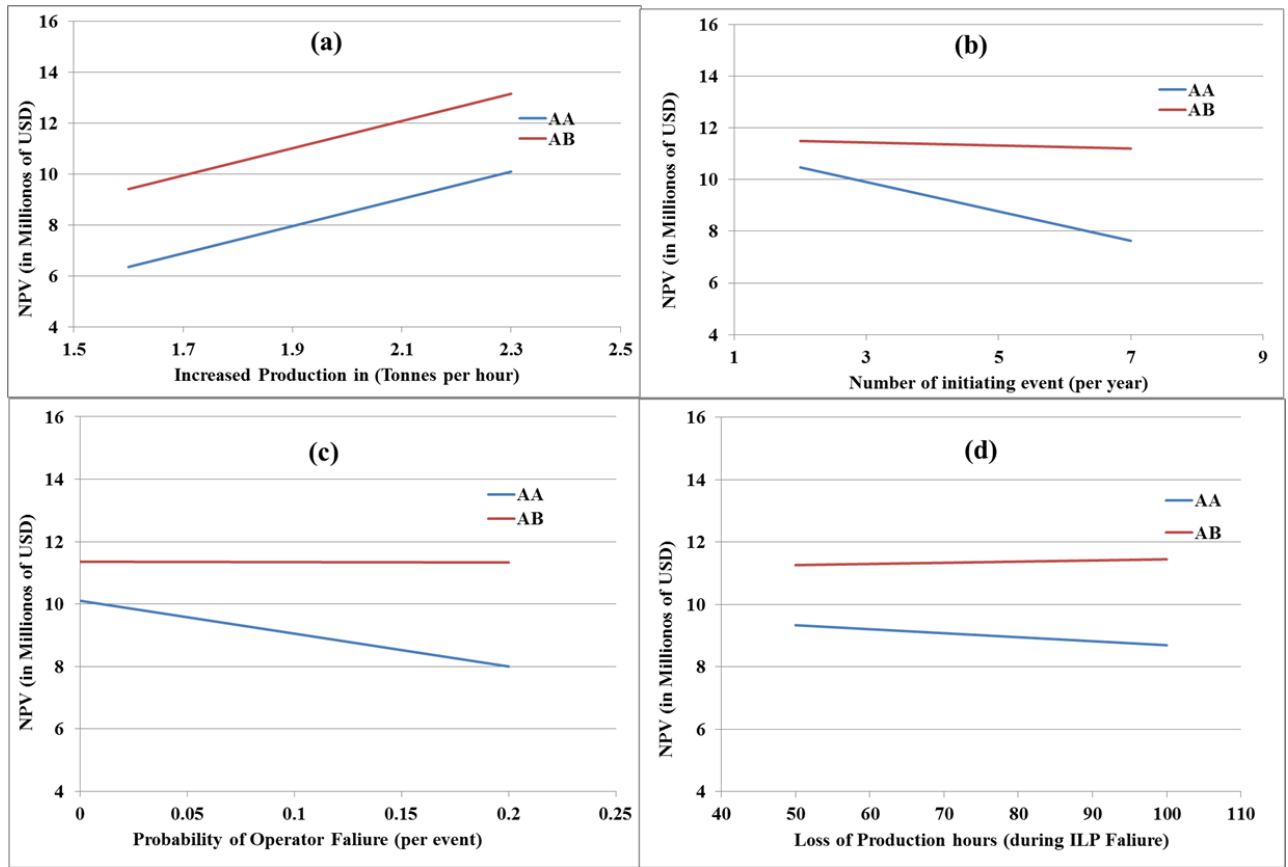 (a)
NPV (in Millionos of USD)
16
14
12
10
8
6
4
1.5 1.7 1.9 2.1 2.3 2.5
Increased Production in (Tonnes per hour)
AA
AB
(b)
NPV (in Millionos of USD)
16
14
12
10
8
6
4
1 3 5 7 9
Number of initiating event (per year)
AA
AB
(c)
NPV (in Millionos of USD)
16
14
12
10
8
6
4
0 0.05 0.1 0.15 0.2 0.25
Probability of Operator Faliure (per event)
AA
AB
(d)
NPV (in Millionos of USD)
16
14
12
10
8
6
4
40 50 60 70 80 90 100 110
Loss of Production hours (during ILP Faliure)
AA
AB